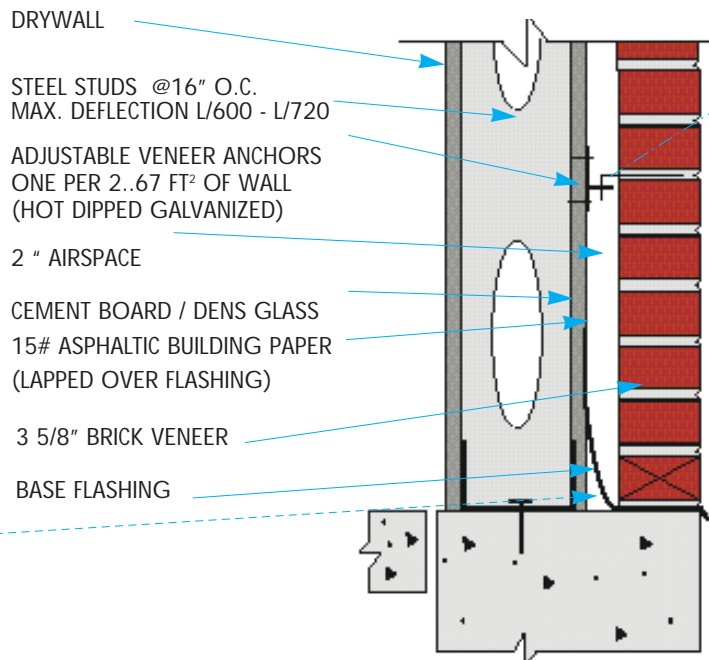 DRYWALL
STEEL STUDS @16" O.C.
MAX. DEFLECTION L/600 - L/720
ADJUSTABLE VENEER ANCHORS
ONE PER 2..67 FT² OF WALL
(HOT DIPPED GALVANIZED)
2 “ AIRSPACE
CEMENT BOARD / DENS GLASS
15# ASPHALTIC BUILDING PAPER
(LAPPED OVER FLASHING)
3 5/8" BRICK VENEER
BASE FLASHING